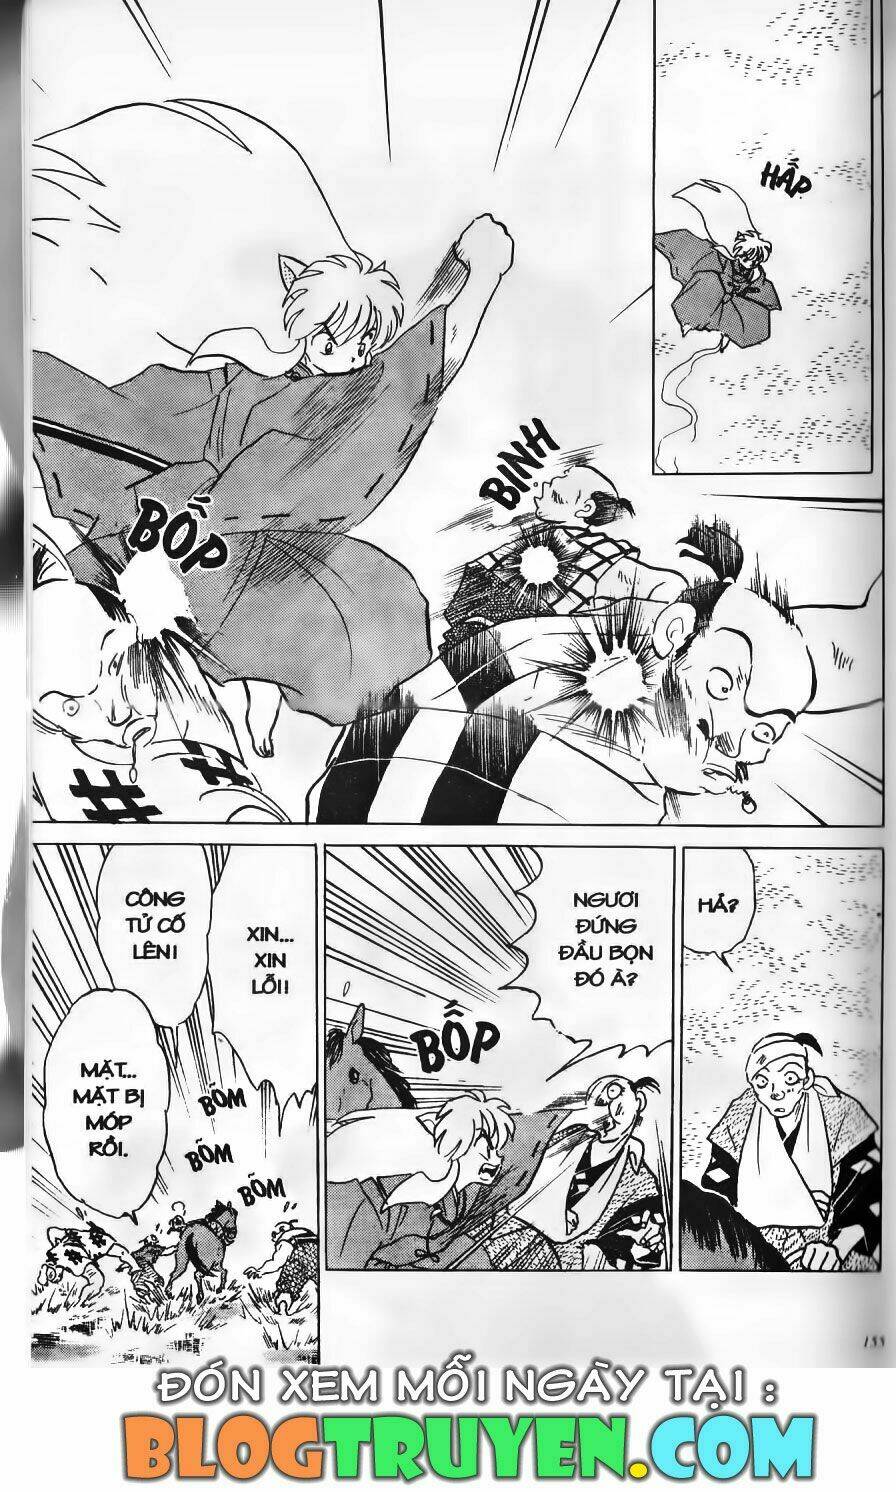 HẤP
BINH
BỐP
HẢ?
NGƯƠI
ĐỨNG
ĐẦU BỌN
ĐÓ À?
BỐP
XIN...
XIN
LỖI!
CÔNG
TỬ CỐ
LÊN!
MẶT...
MẶT BỊ
MÓP
RỒI.
BÕM
BÕM
BÕM
155
ĐÓN XEM MỖI NGÀY TẠI :
BLOGTRUYEN.COM